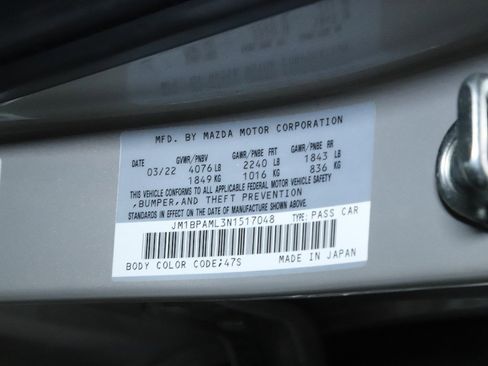 MFD. BY MAZDA MOTOR CORPORATION
GVWR/PNBV GAWR/PNBE FRT GAWR/PNBE RR
03/22 4076 LB 2240 LB 1843 LB
1849 KG 1016 KG 836 KG
THIS VEHICLE CONFORMS TO ALL APPLICABLE FEDERAL MOTOR VEHICLE SAFETY
,BUMPER,AND THEFT PREVENTION
STANDARDS IN EFFECT ON THE DATE OF MANUFACTURE SHOWN ABOVE.
JM1BPAML3N1517048 TYPE: PASS CAR
BODY COLOR CODE;47S MADE IN JAPAN